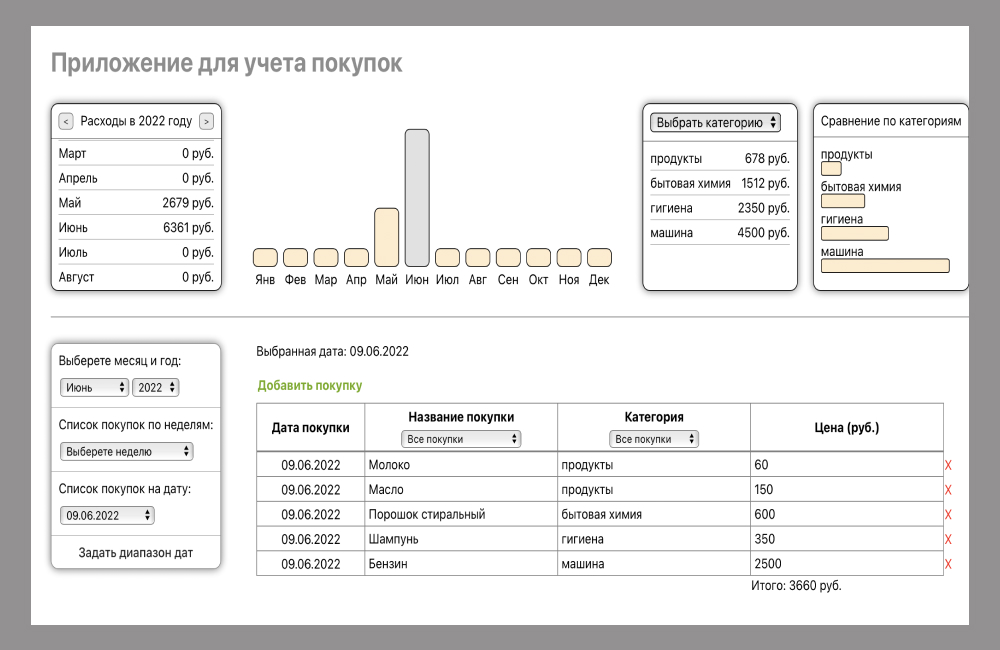 Приложение для учета покупок
< Расходы в 2022 году >
Март 0 руб.
Апрель 0 руб.
Май 2679 руб.
Июнь 6361 руб.
Июль 0 руб.
Август 0 руб.
Янв Фев Мар Апр Май Июн Июл Авг Сен Окт Ноя Дек
Выбрать категорию
продукты 678 руб.
бытовая химия 1512 руб.
гигиена 2350 руб.
машина 4500 руб.
Сравнение по категориям
продукты
бытовая химия
гигиена
машина
Выберете месяц и год:
Июнь 2022
Список покупок по неделям:
Выберете неделю
Список покупок на дату:
09.06.2022
Задать диапазон дат
Выбранная дата: 09.06.2022
Добавить покупку
Дата покупки Название покупки Категория Цена (руб.)
Все покупки Все покупки
09.06.2022 Молоко продукты 60 X
09.06.2022 Масло продукты 150 X
09.06.2022 Порошок стиральный бытовая химия 600 X
09.06.2022 Шампунь гигиена 350 X
09.06.2022 Бензин машина 2500 X
Итого: 3660 руб.